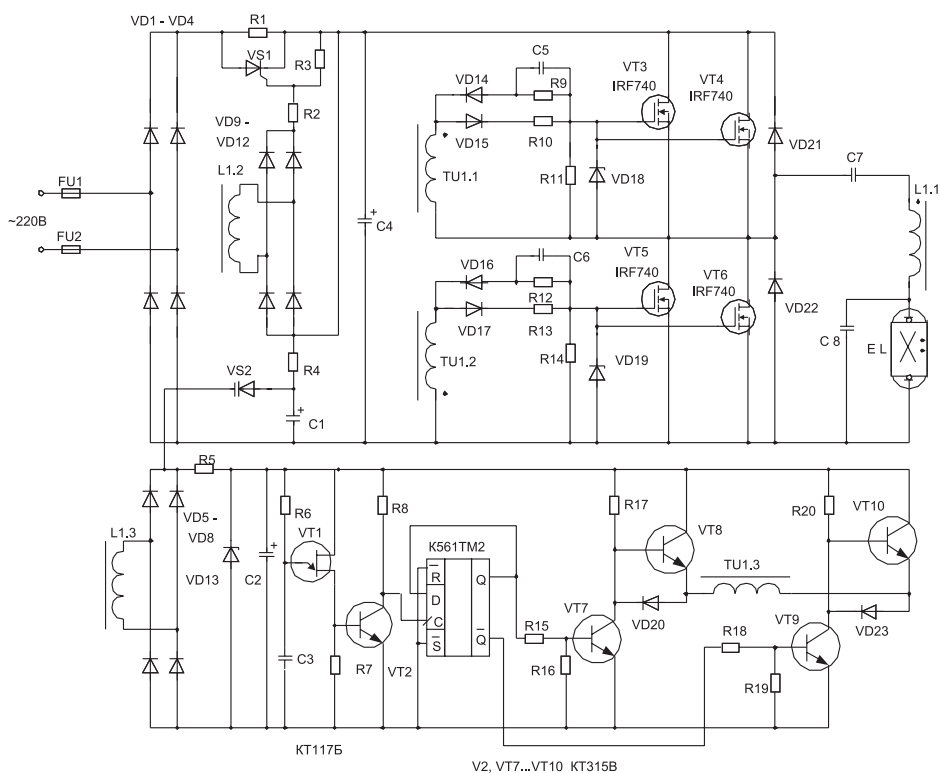 VD1 - VD4
R1
VS1
R3
R2
VD9 -
VD12
L1.2
FU1
~220В
FU2
+
C4
R4
VS2
+
C1
C5
VD14
R9
VD15
R10
TU1.1
R11
VD18
VT3
IRF740
VT4
IRF740
VD21
C7
L1.1
C6
VD16
R12
VD17
R13
TU1.2
R14
VD19
VT5
IRF740
VT6
IRF740
VD22
C 8
E L
R5
L1.3
VD5 -
VD8
VD13
+
C2
R6
VT1
C3
R7
VT2
R8
К561ТМ2
R
D
C
S
Q
Q
R15
R16
R17
VT7
VT8
VD20
TU1.3
R18
R19
R20
VT9
VT10
VD23
КТ117Б
V2, VT7...VT10 КТ315В